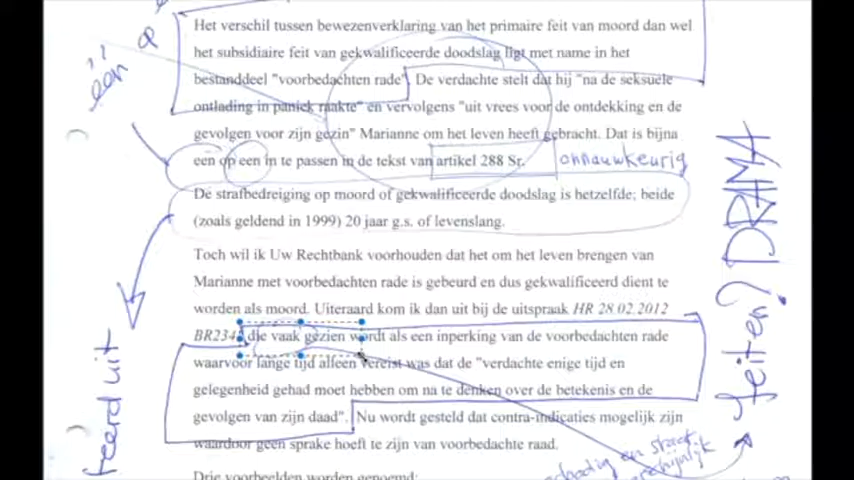 Het verschil tussen bewezenverklaring van het primaire feit van moord dan wel
het subsidiaire feit van gekwalificeerde doodslag ligt met name in het
bestanddeel "voorbedachten rade". De verdachte stelt dat hij "na de seksuele
ontlading in paniek raakte" en vervolgens "uit vrees voor de ontdekking en de
gevolgen voor zijn gezin" Marianne om het leven heeft gebracht. Dat is bijna
een op een in te passen in de tekst van artikel 288 Sr. onnauwkeurig
De strafbedreiging op moord of gekwalificeerde doodslag is hetzelfde; beide
(zoals geldend in 1999) 20 jaar g.s. of levenslang.
Toch wil ik Uw Rechtbank voorhouden dat het om het leven brengen van
Marianne met voorbedachten rade is gebeurd en dus gekwalificeerd dient te
worden als moord. Uiteraard kom ik dan uit bij de uitspraak HR 28.02.2012
BR234 die vaak gezien wordt als een inperking van de voorbedachten rade
waarvoor lange tijd alleen vereist was dat de "verdachte enige tijd en
gelegenheid gehad moet hebben om na te denken over de betekenis en de
gevolgen van zijn daad". Nu wordt gesteld dat contra-indicaties mogelijk zijn
waardoor geen sprake hoeft te zijn van voorbedachte raad.
Drie voorbeelden worden genoemd:
één op
feiten? DRAMA
teerd uit
en straf